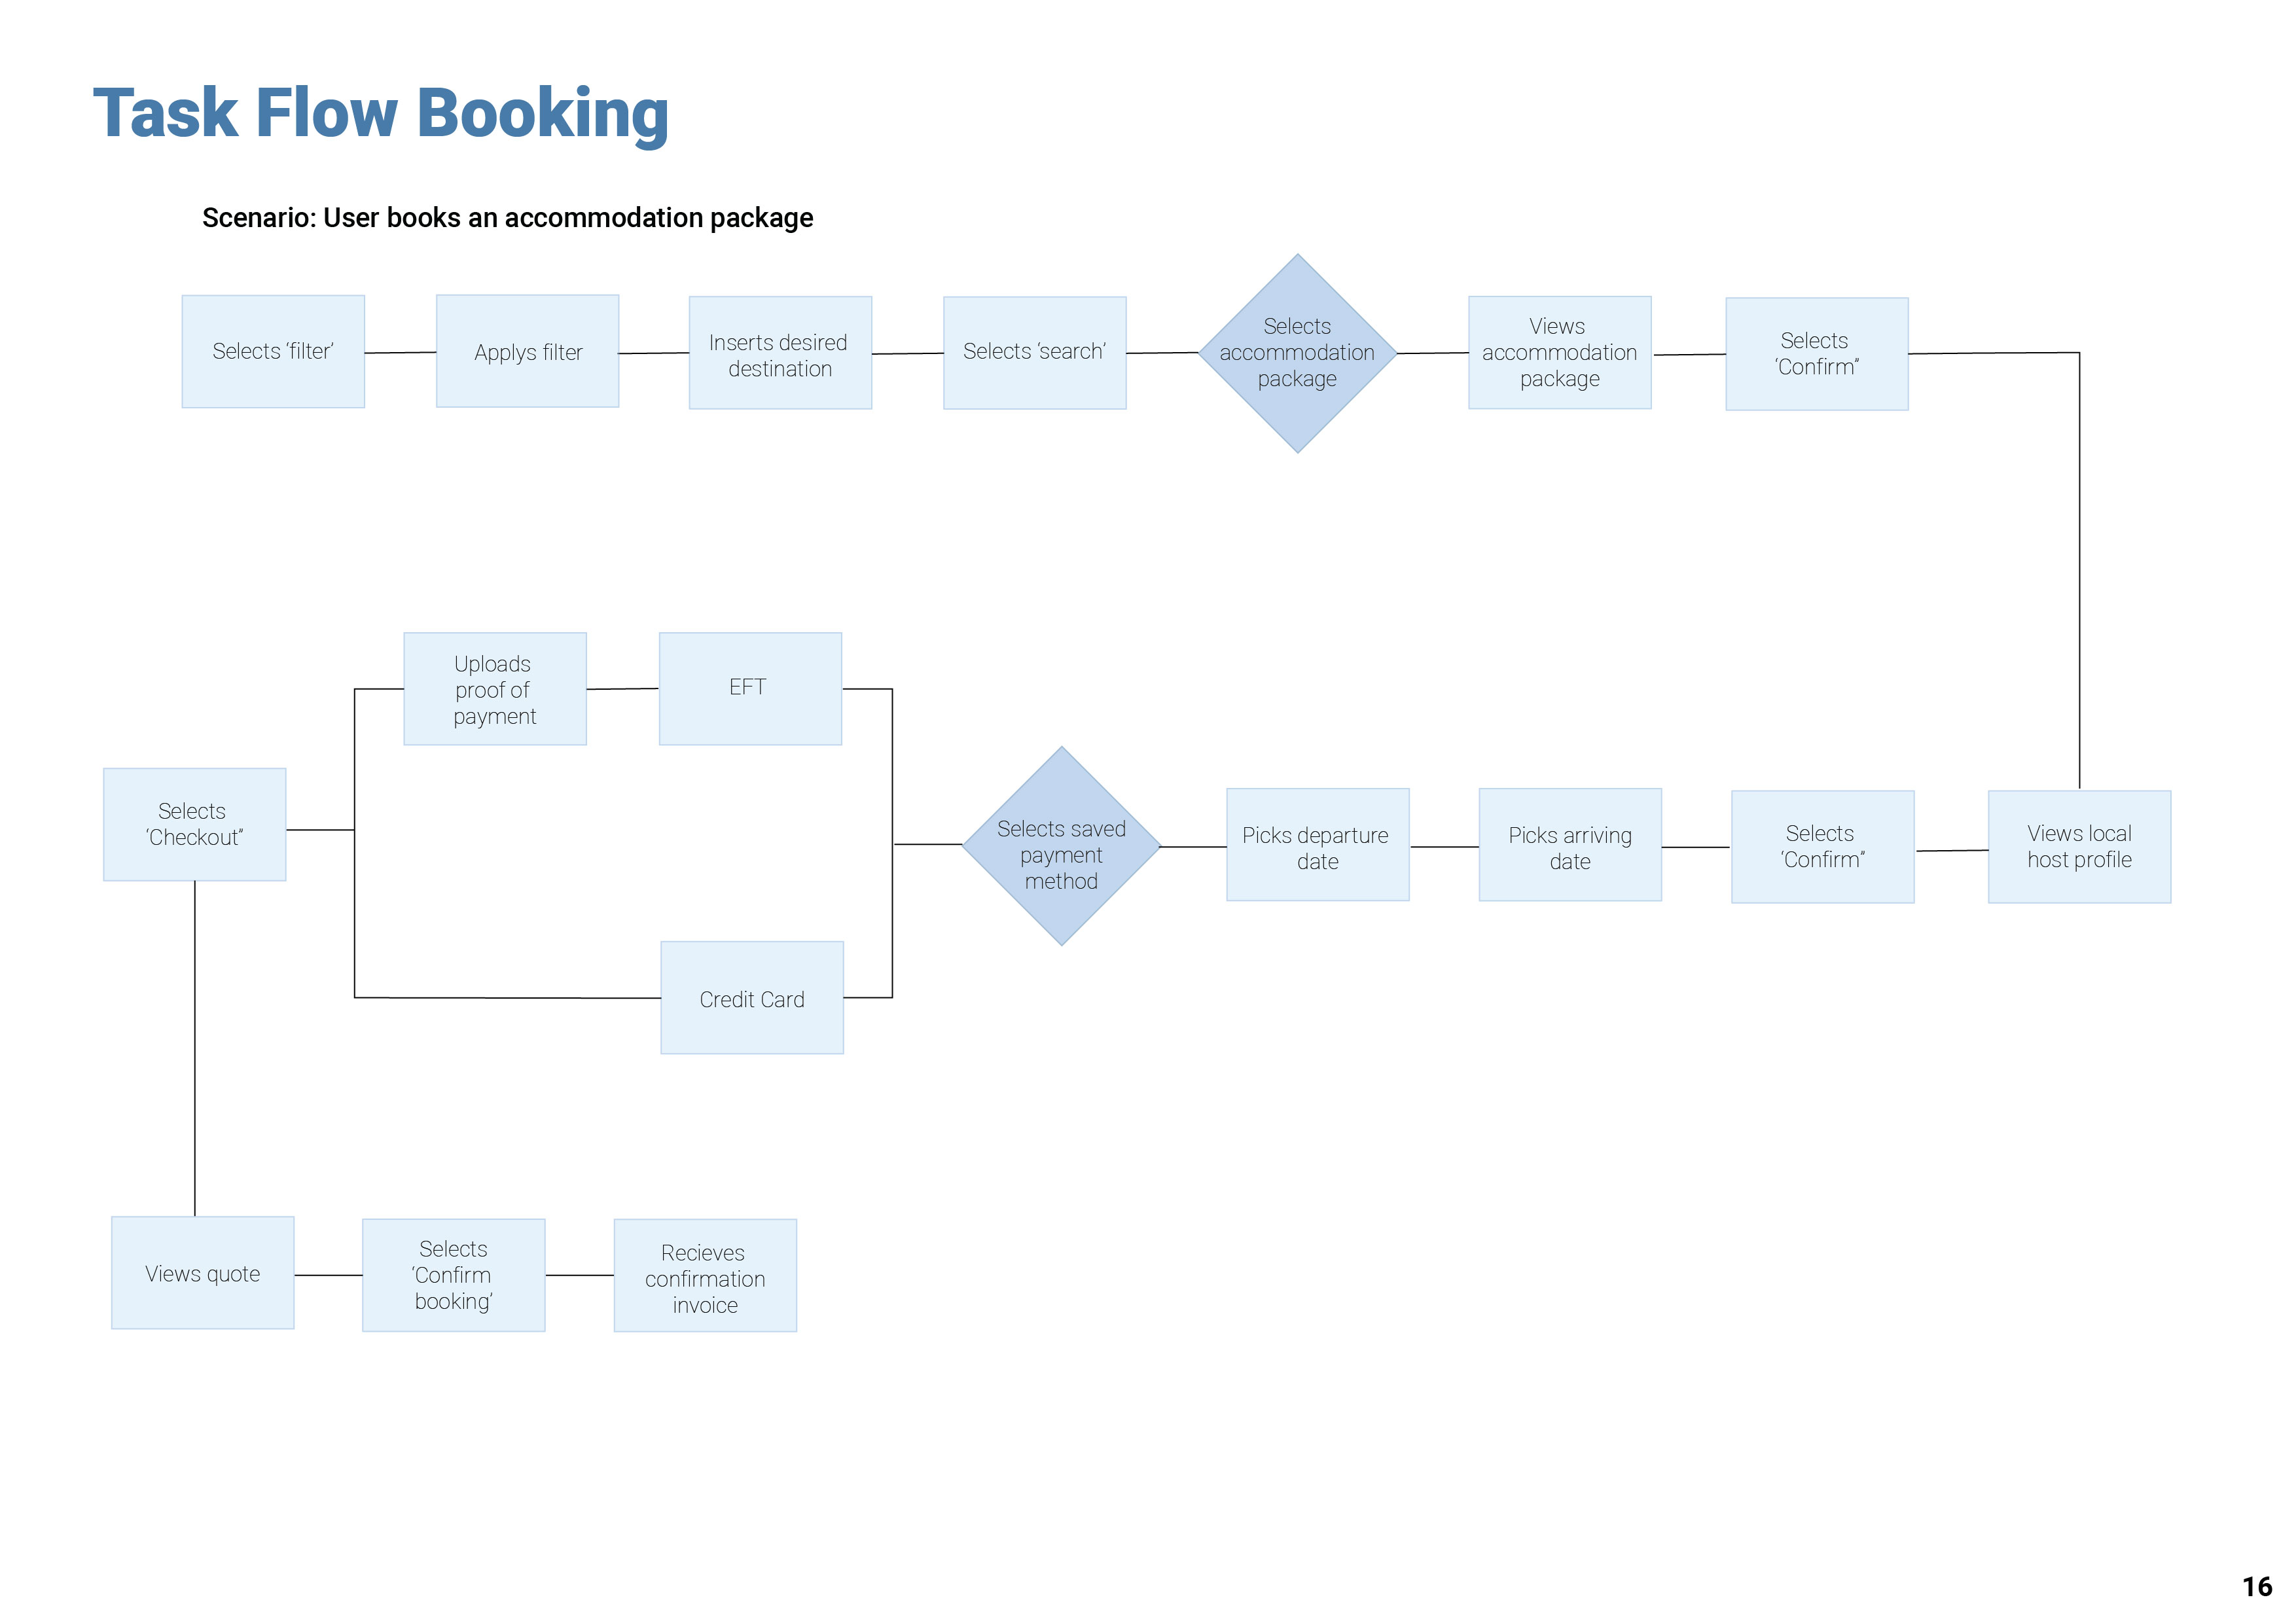 Task Flow Booking
Scenario: User books an accommodation package
Selects ‘filter’
Applys filter
Inserts desired
destination
Selects ‘search’
Selects
accommodation
package
Views
accommodation
package
Selects
‘Confirm”
Views local
host profile
Selects
‘Confirm”
Picks arriving
date
Picks departure
date
Selects saved
payment
method
EFT
Uploads
proof of
payment
Credit Card
Selects
‘Checkout”
Views quote
Selects
‘Confirm
booking’
Recieves
confirmation
invoice
16